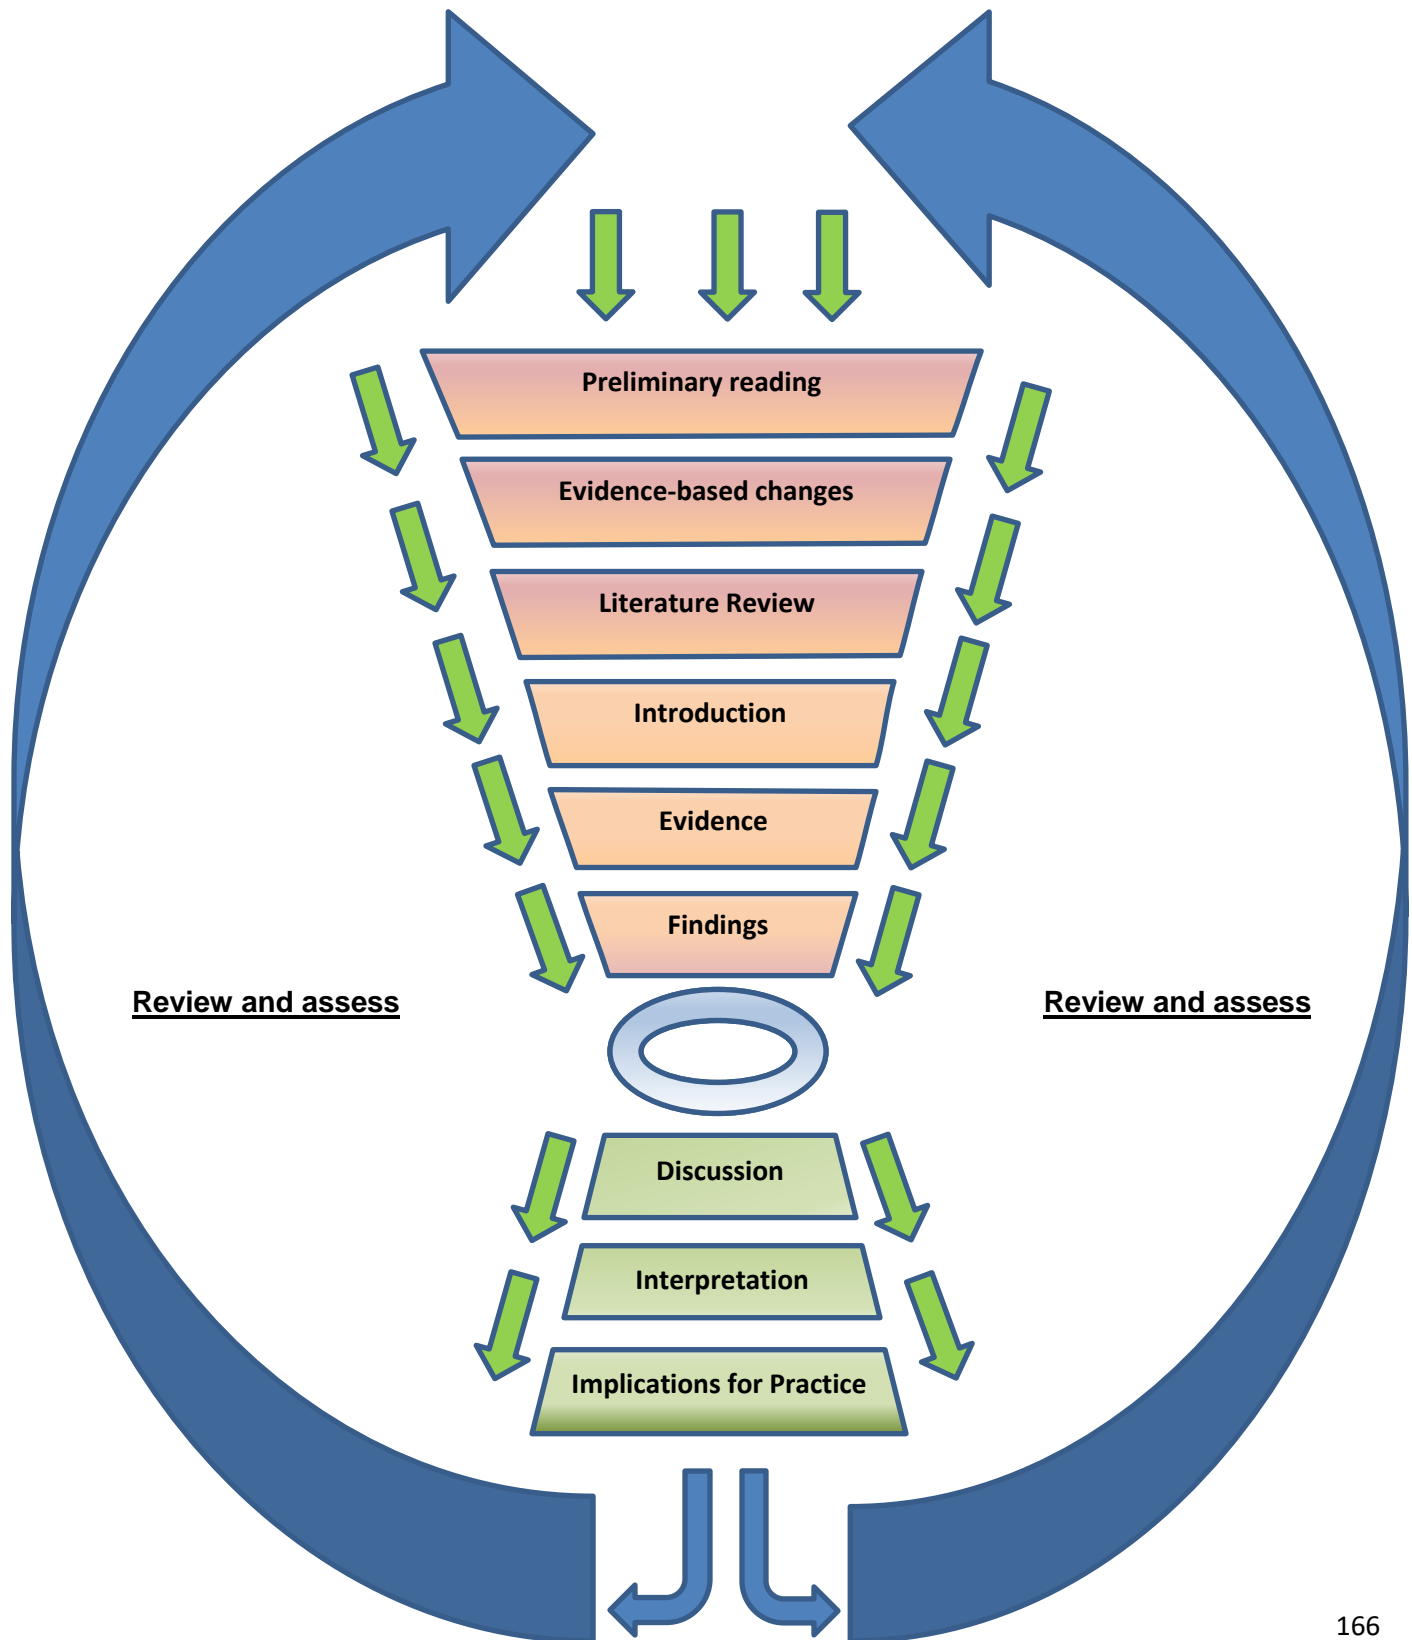 Preliminary reading
Evidence-based changes
Literature Review
Introduction
Evidence
Findings
Review and assess
Review and assess
Discussion
Interpretation
Implications for Practice
166